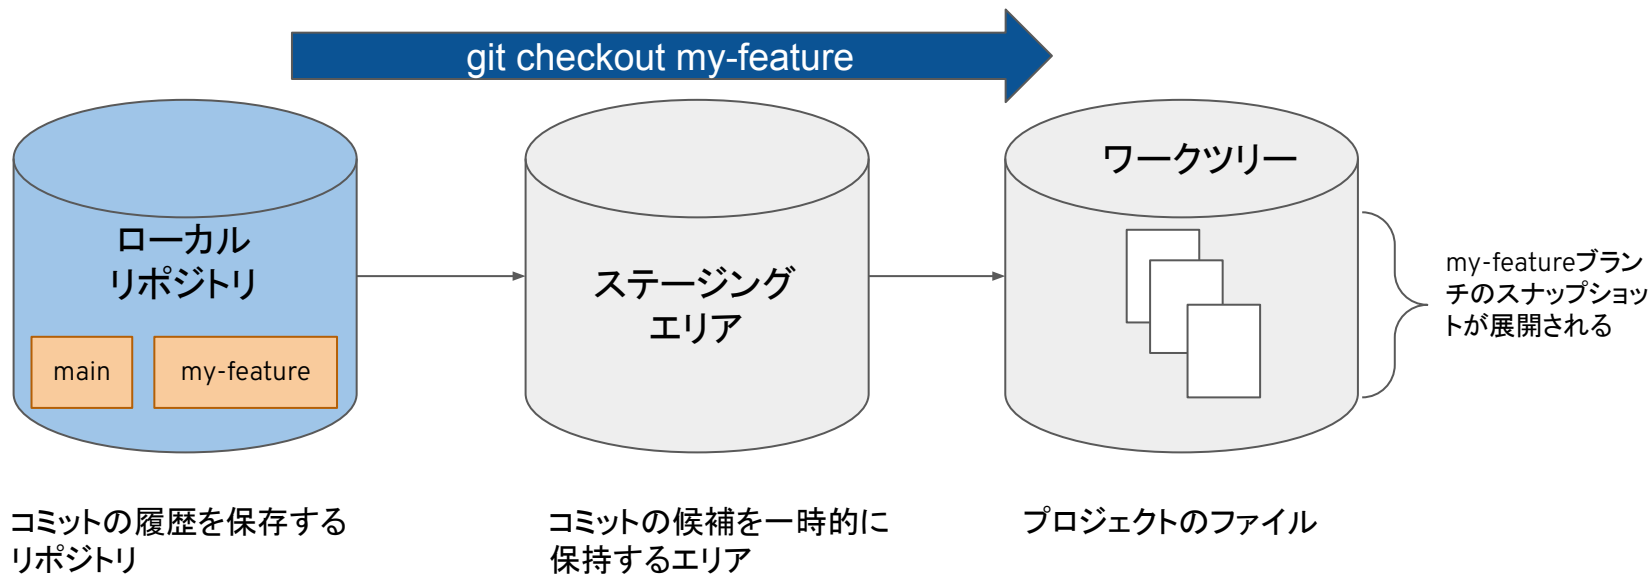 git checkout my-feature
ローカル
リポジトリ
main
my-feature
ステージング
エリア
ワークツリー
my-featureブラン
チのスナップショッ
トが展開される
コミットの履歴を保存する
リポジトリ
コミットの候補を一時的に
保持するエリア
プロジェクトのファイル